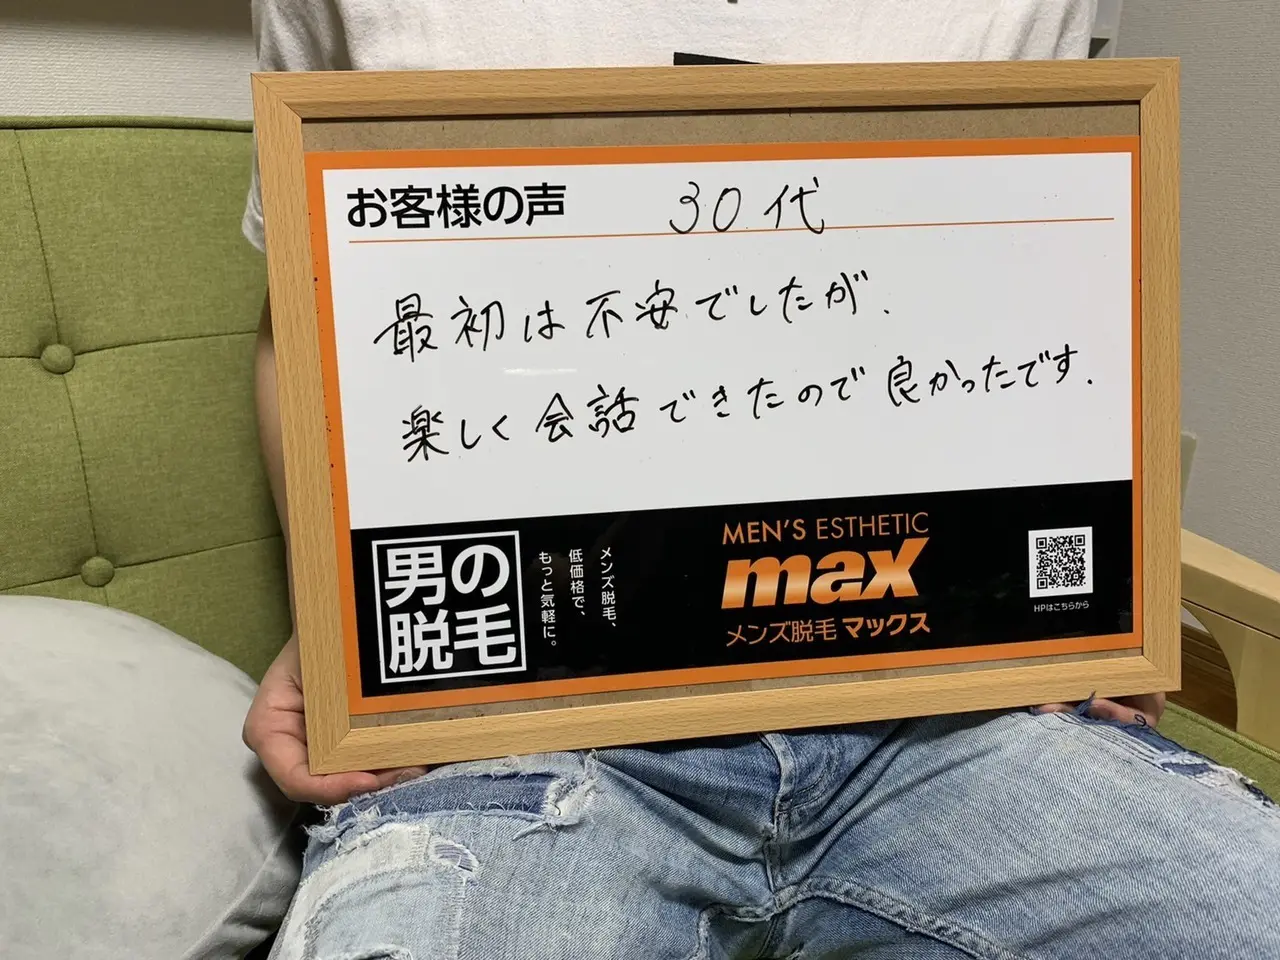 お客様の声 30代
最初は不安でしたが.
楽しく会話できたので良かったです.
男の
脱毛
メンズ脱毛、
低価格で、
もっと気軽に。
MEN'S ESTHETIC
max
メンズ脱毛 マックス
HPはこちらから